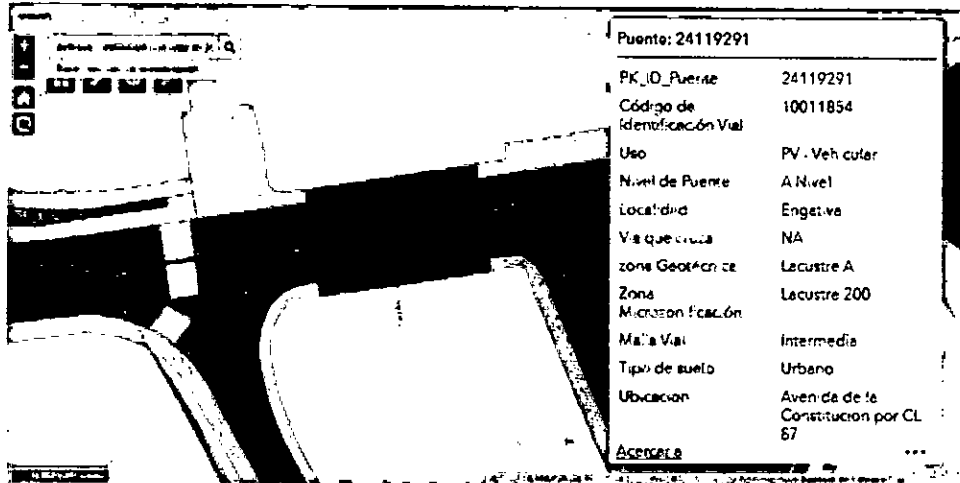 Puente: 24119291
PK_ID_Puente 24119291
Código de Identificación Vial 10011854
Uso PV - Vehicular
Nivel de Puente A Nivel
Localidad Engativa
Via que cruza NA
zona Geotécnica Lacustre A
Zona Microzonificación Lacustre 200
Malla Vial Intermedia
Tipo de suelo Urbano
Ubicacion Avenida de la Constitucion por CL 67
Acercar a